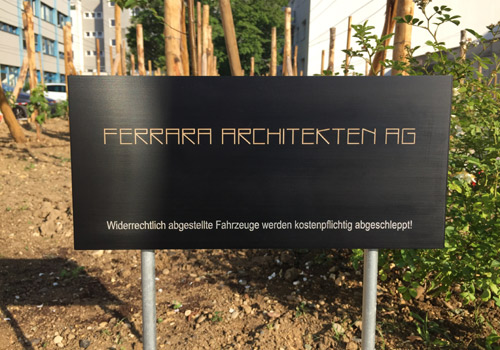 FERRARA ARCHITEKTEN AG
Widerrechtlich abgestellte Fahrzeuge werden kostenpflichtig abgeschleppt!